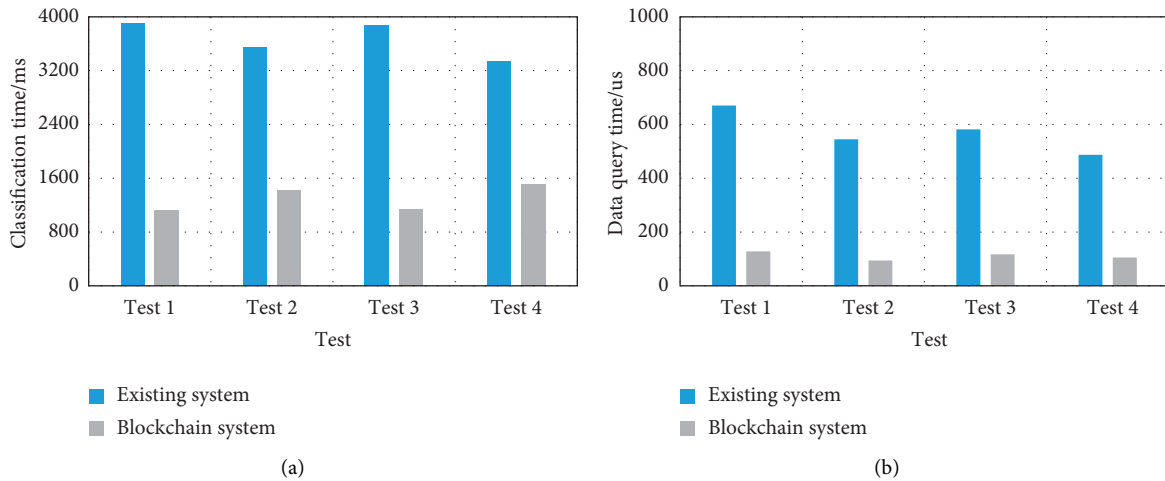 Classification time/ms
4000
3200
2400
1600
800
0
Test 1
Test 2
Test 3
Test 4
Test
Existing system
Blockchain system
(a)
Data query time/us
1000
800
600
400
200
0
Test 1
Test 2
Test 3
Test 4
Test
Existing system
Blockchain system
(b)